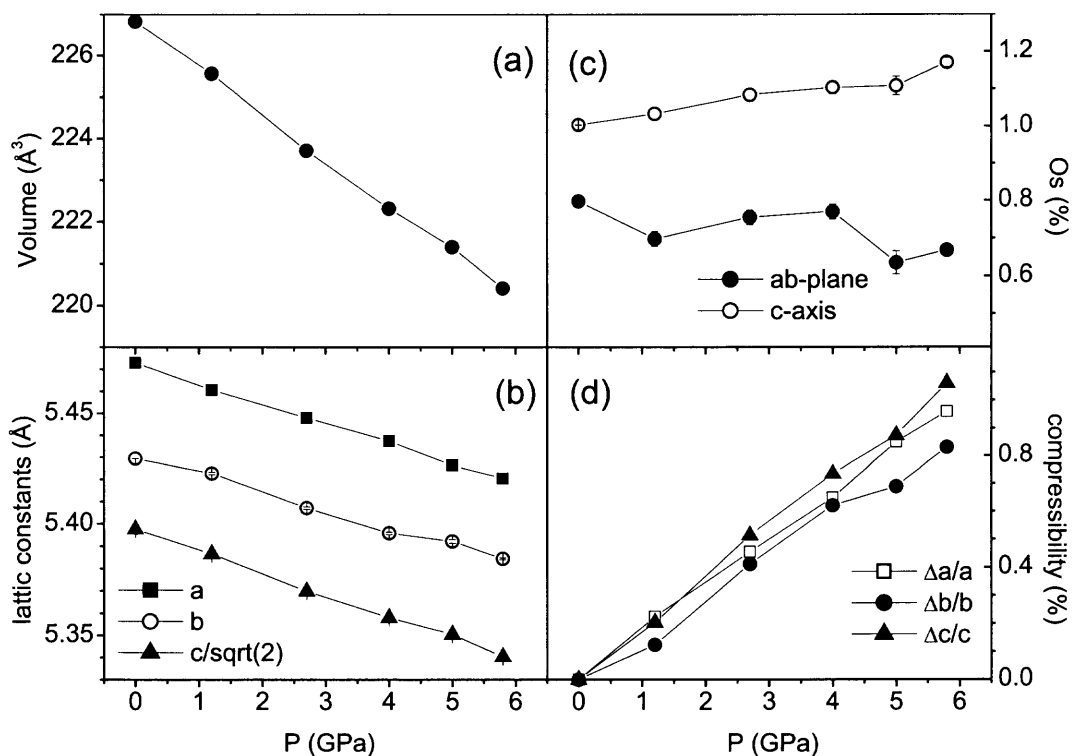 (a)
Volume (Å³)
226
224
222
220
(c)
1.2
1.0
0.8
0.6
Os (%)
ab-plane
c-axis
(b)
lattic constants (Å)
5.45
5.40
5.35
a
b
c/sqrt(2)
0 1 2 3 4 5 6
P (GPa)
(d)
0.8
0.4
0.0
compressibility (%)
Δa/a
Δb/b
Δc/c
0 1 2 3 4 5 6
P (GPa)